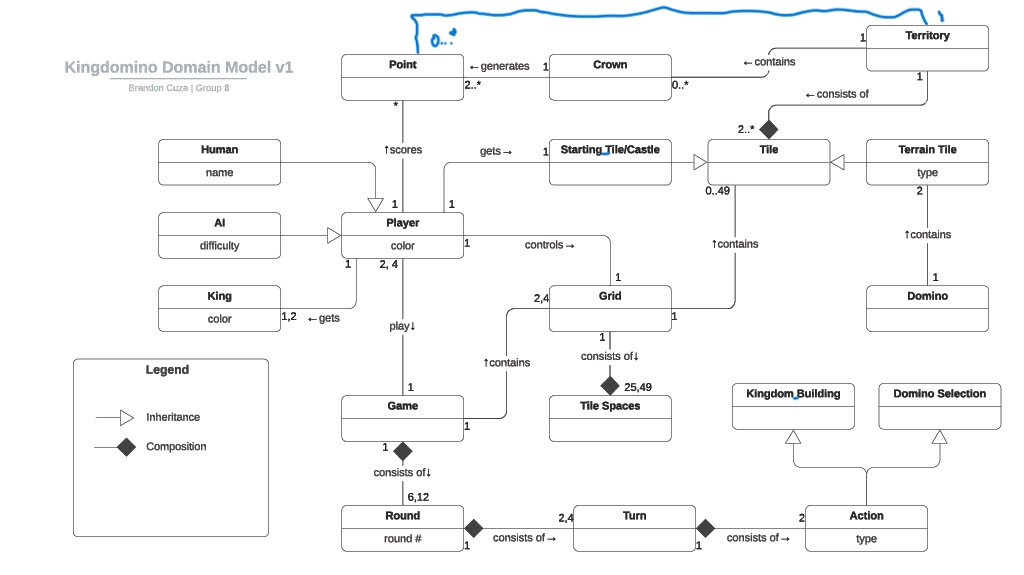 0..*
1
Kingdomino Domain Model v1
Brandon Cuza | Group 8
Point
Crown
Territory
←generates
1
2..*
0..*
1
←contains
1
←consists of
2..*
*
↑scores
1
Human
name
gets→
1
1
Starting Tile/Castle
Tile
0..49
Terrain Tile
type
2
AI
difficulty
Player
color
1
controls→
1
↑contains
↑contains
1
King
color
1
2, 4
1,2
←gets
Grid
2,4
1
1
Domino
play↓
1
↑contains
consists of↓
25,49
Legend
Inheritance
Composition
Game
1
1
Tile Spaces
Kingdom Building
Domino Selection
consists of↓
6,12
Round
round #
1
consists of→
2,4
Turn
1
consists of→
2
Action
type